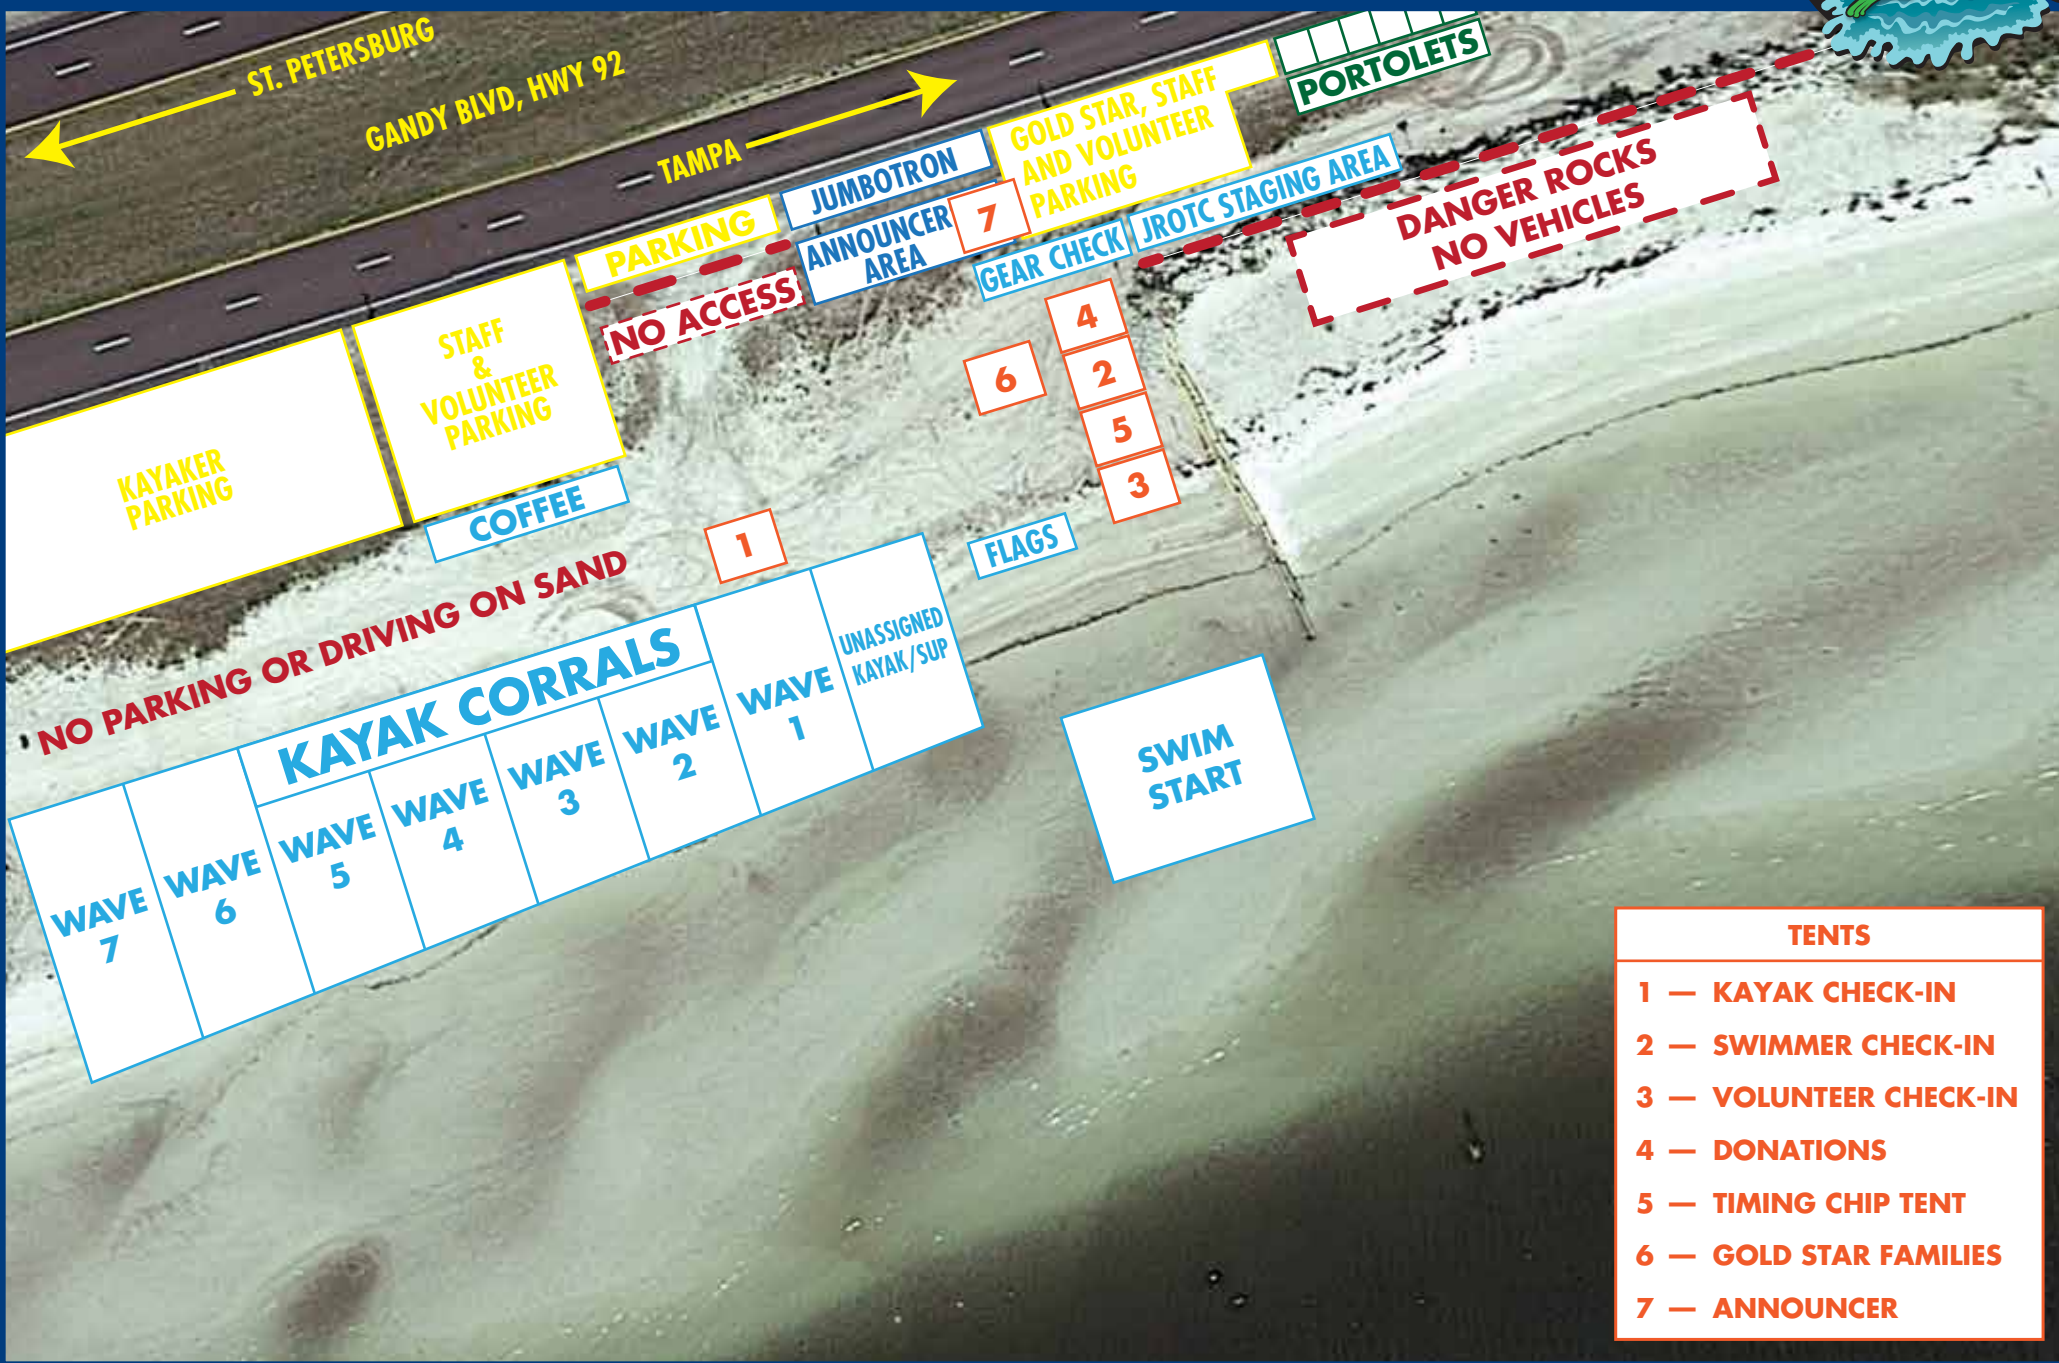 ST. PETERSBURG
GANDY BLVD, HWY 92
TAMPA
PORTOLETS
GOLD STAR, STAFF
AND VOLUNTEER
PARKING
JUMBOTRON
ANNOUNCER
AREA
7
PARKING
NO ACCESS
GEAR CHECK
JROTC STAGING AREA
DANGER ROCKS
NO VEHICLES
STAFF
&
VOLUNTEER
PARKING
KAYAKER
PARKING
COFFEE
4
6
2
5
3
1
FLAGS
NO PARKING OR DRIVING ON SAND
KAYAK CORRALS
WAVE
7
WAVE
6
WAVE
5
WAVE
4
WAVE
3
WAVE
2
WAVE
1
UNASSIGNED
KAYAK/SUP
SWIM
START
TENTS
1 — KAYAK CHECK-IN
2 — SWIMMER CHECK-IN
3 — VOLUNTEER CHECK-IN
4 — DONATIONS
5 — TIMING CHIP TENT
6 — GOLD STAR FAMILIES
7 — ANNOUNCER